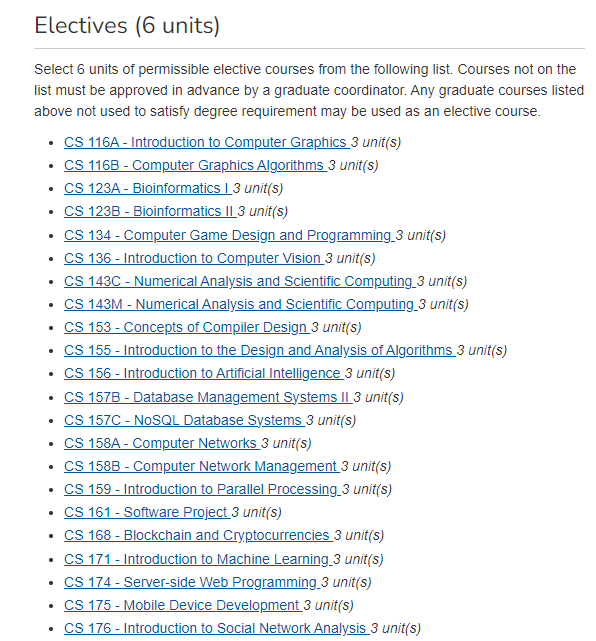 Electives (6 units)
Select 6 units of permissible elective courses from the following list. Courses not on the
list must be approved in advance by a graduate coordinator. Any graduate courses listed
above not used to satisfy degree requirement may be used as an elective course.
• CS 116A - Introduction to Computer Graphics 3 unit(s)
• CS 116B - Computer Graphics Algorithms 3 unit(s)
• CS 123A - Bioinformatics I 3 unit(s)
• CS 123B - Bioinformatics II 3 unit(s)
• CS 134 - Computer Game Design and Programming 3 unit(s)
• CS 136 - Introduction to Computer Vision 3 unit(s)
• CS 143C - Numerical Analysis and Scientific Computing 3 unit(s)
• CS 143M - Numerical Analysis and Scientific Computing 3 unit(s)
• CS 153 - Concepts of Compiler Design 3 unit(s)
• CS 155 - Introduction to the Design and Analysis of Algorithms 3 unit(s)
• CS 156 - Introduction to Artificial Intelligence 3 unit(s)
• CS 157B - Database Management Systems II 3 unit(s)
• CS 157C - NoSQL Database Systems 3 unit(s)
• CS 158A - Computer Networks 3 unit(s)
• CS 158B - Computer Network Management 3 unit(s)
• CS 159 - Introduction to Parallel Processing 3 unit(s)
• CS 161 - Software Project 3 unit(s)
• CS 168 - Blockchain and Cryptocurrencies 3 unit(s)
• CS 171 - Introduction to Machine Learning 3 unit(s)
• CS 174 - Server-side Web Programming 3 unit(s)
• CS 175 - Mobile Device Development 3 unit(s)
• CS 176 - Introduction to Social Network Analysis 3 unit(s)